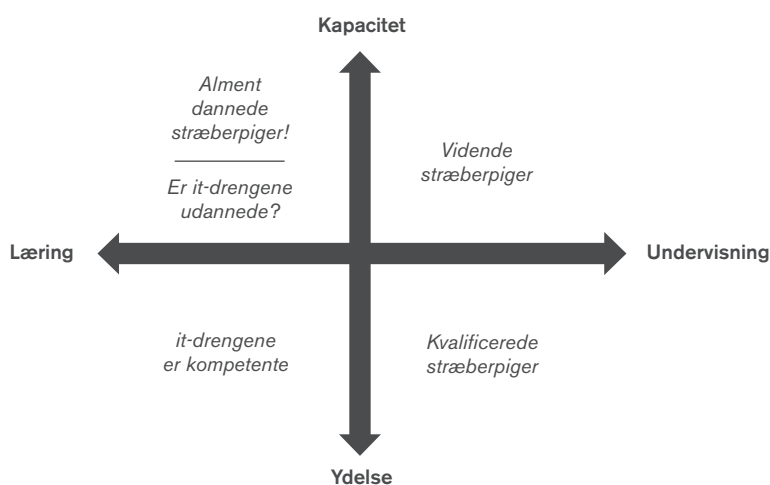 Kapacitet
Alment
dannede
stræberpiger!
Er it-drengene
udannede?
Vidende
stræberpiger
Læring
Undervisning
it-drengene
er kompetente
Kvalificerede
stræberpiger
Ydelse